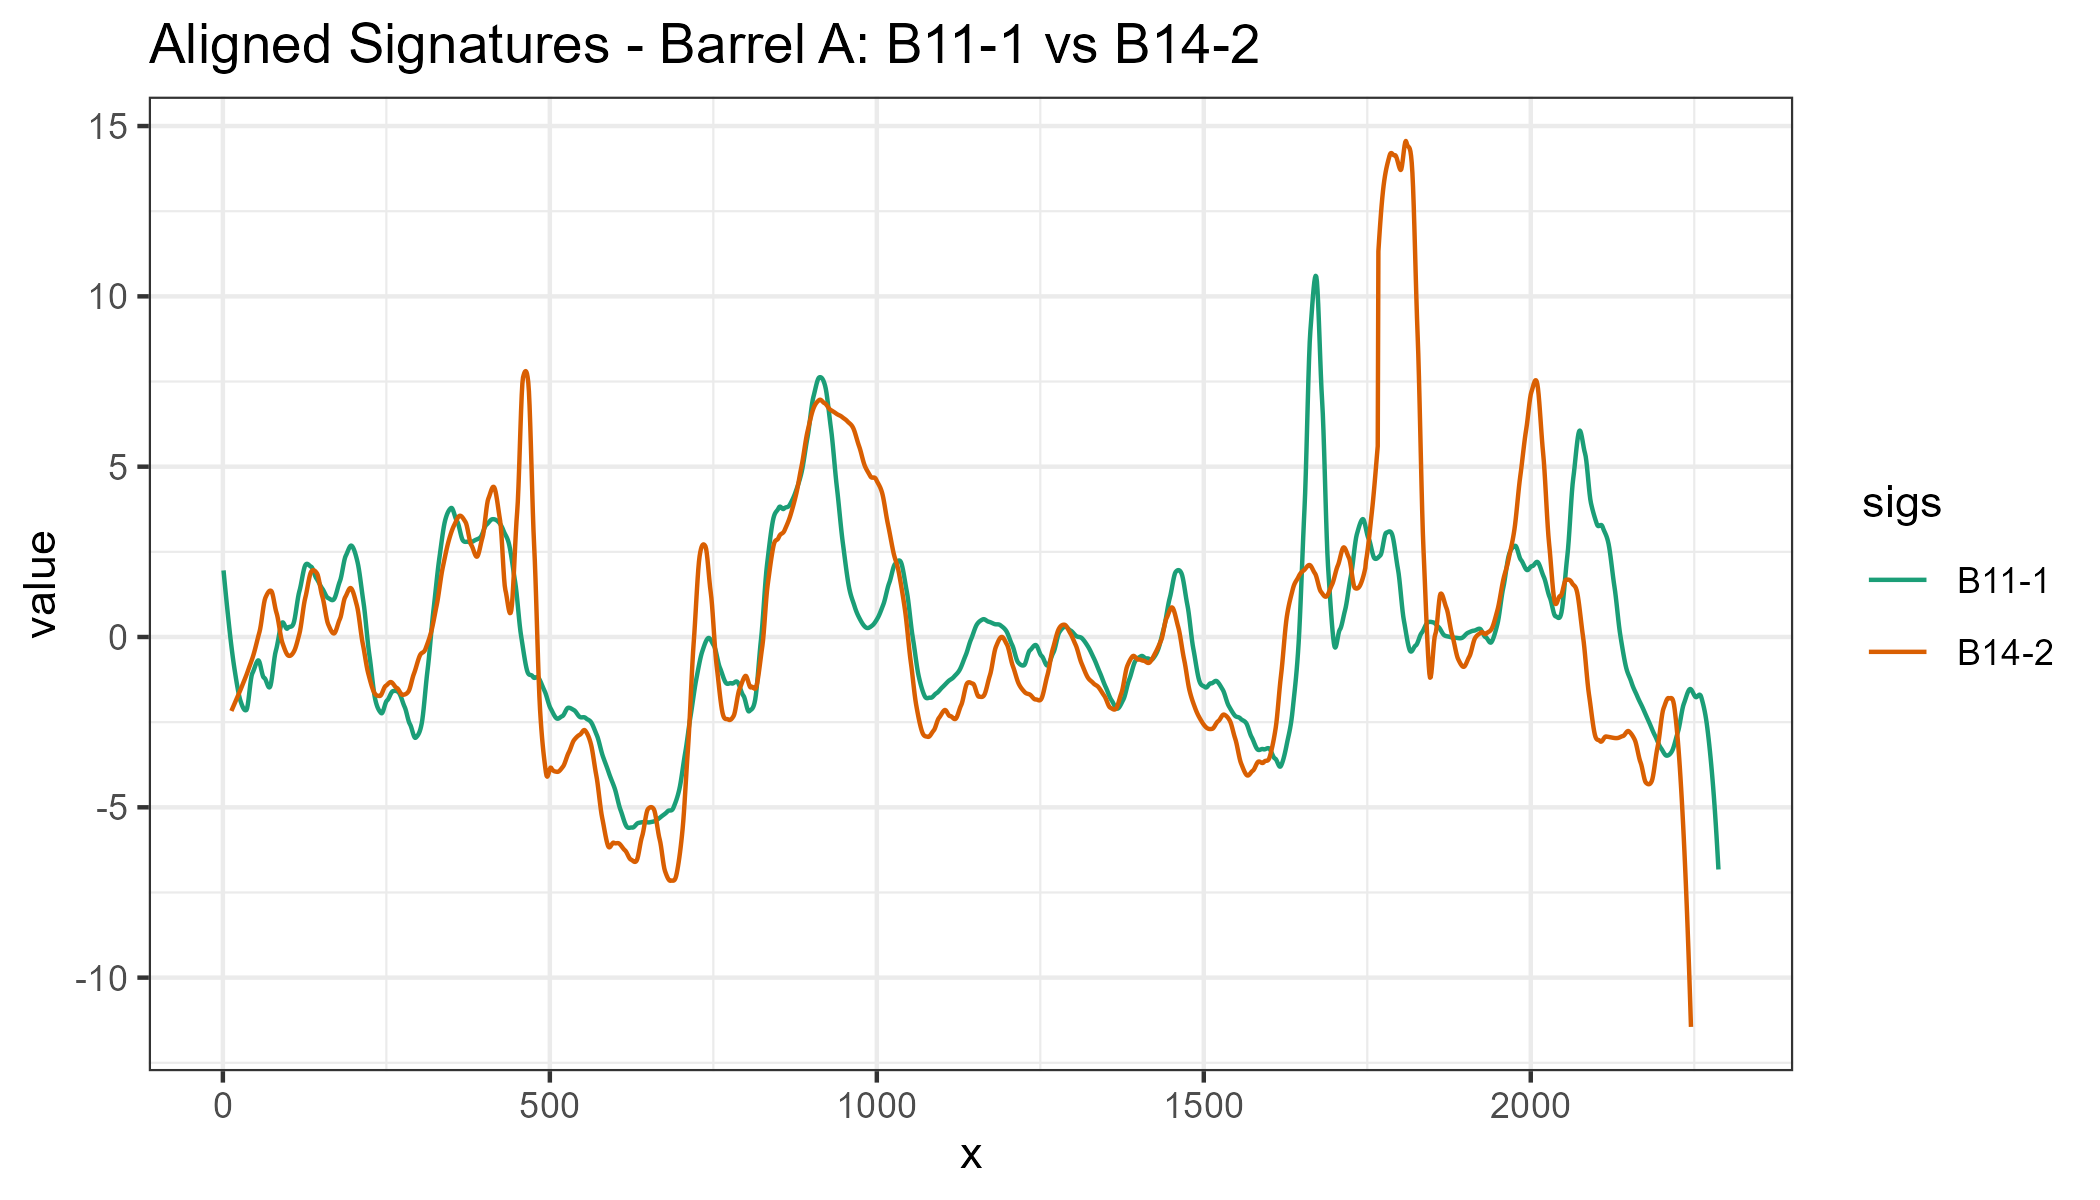 Aligned Signatures - Barrel A: B11-1 vs B14-2
15
10
5
0
-5
-10
value
0 500 1000 1500 2000
x
sigs
B11-1
B14-2